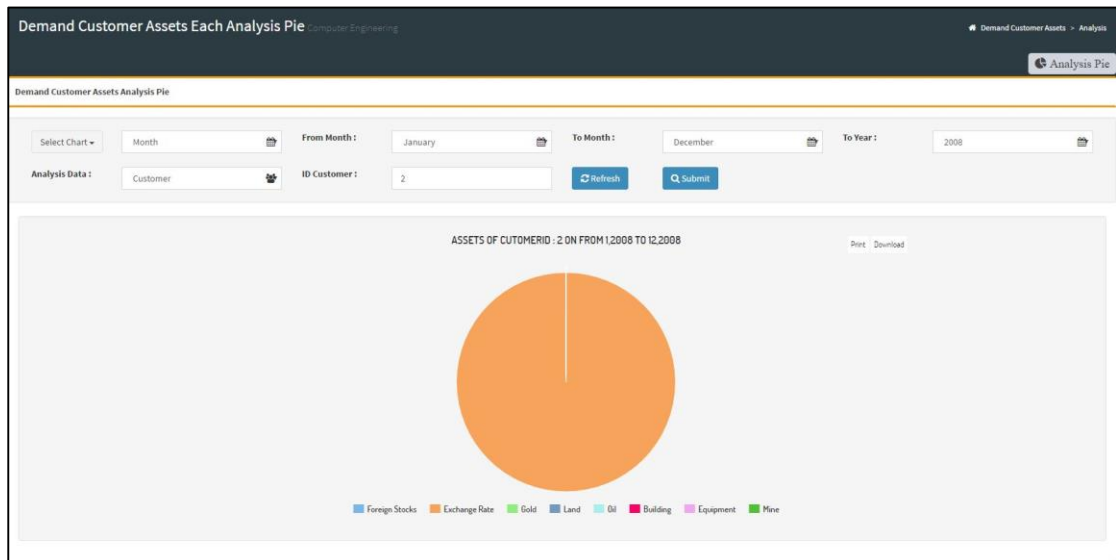 Demand Customer Assets Each Analysis Pie Computer Engineering
Demand Customer Assets > Analysis
Analysis Pie
Demand Customer Assets Analysis Pie
Select Chart Month From Month : January To Month : December To Year : 2008
Analysis Data : Customer ID Customer : 2 Refresh Submit
ASSETS OF CUTOMERID : 2 ON FROM 1,2008 TO 12,2008
Print Download
Foreign Stocks Exchange Rate Gold Land Oil Building Equipment Mine